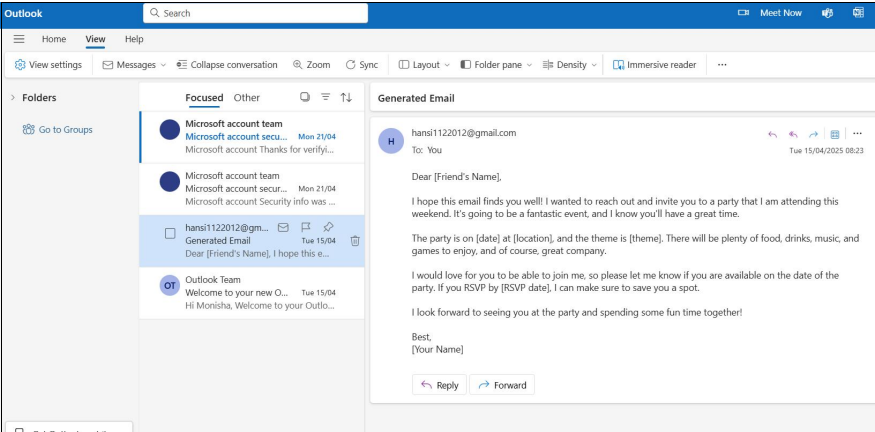 Outlook
Search
Meet Now
Home View Help
View settings Messages Collapse conversation Zoom Sync Layout Folder pane Density Immersive reader ...
Folders
Go to Groups
Focused Other
Microsoft account team
Microsoft account secu... Mon 21/04
Microsoft account Thanks for verifyi...
Microsoft account team
Microsoft account secur... Mon 21/04
Microsoft account Security info was ...
hansi1122012@gm...
Generated Email Tue 15/04
Dear [Friend's Name], I hope this e...
OT
Outlook Team
Welcome to your new O... Tue 15/04
Hi Monisha, Welcome to your Outlo...
Generated Email
H
hansi1122012@gmail.com
To: You
Tue 15/04/2025 08:23
Dear [Friend's Name],
I hope this email finds you well! I wanted to reach out and invite you to a party that I am attending this
weekend. It's going to be a fantastic event, and I know you'll have a great time.
The party is on [date] at [location], and the theme is [theme]. There will be plenty of food, drinks, music, and
games to enjoy, and of course, great company.
I would love for you to be able to join me, so please let me know if you are available on the date of the
party. If you RSVP by [RSVP date], I can make sure to save you a spot.
I look forward to seeing you at the party and spending some fun time together!
Best,
[Your Name]
Reply Forward